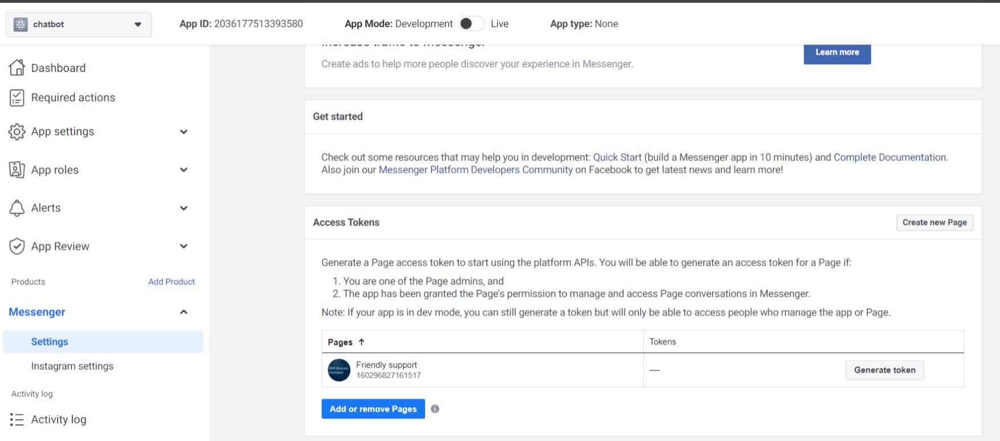 chatbot
App ID: 2036177513393580
App Mode: Development
Live
App type: None
Dashboard
Required actions
App settings
App roles
Alerts
App Review
Products
Add Product
Messenger
Settings
Instagram settings
Activity log
Activity log
Increase traffic to Messenger
Create ads to help more people discover your experience in Messenger.
Learn more
Get started
Check out some resources that may help you in development: Quick Start (build a Messenger app in 10 minutes) and Complete Documentation.
Also join our Messenger Platform Developers Community on Facebook to get latest news and learn more!
Access Tokens
Create new Page
Generate a Page access token to start using the platform APIs. You will be able to generate an access token for a Page if:
1. You are one of the Page admins, and
2. The app has been granted the Page's permission to manage and access Page conversations in Messenger.
Note: If your app is in dev mode, you can still generate a token but will only be able to access people who manage the app or Page.
Pages ↑
Tokens
IBM Watson
Assistant
Friendly support
160296827161517
—
Generate token
Add or remove Pages